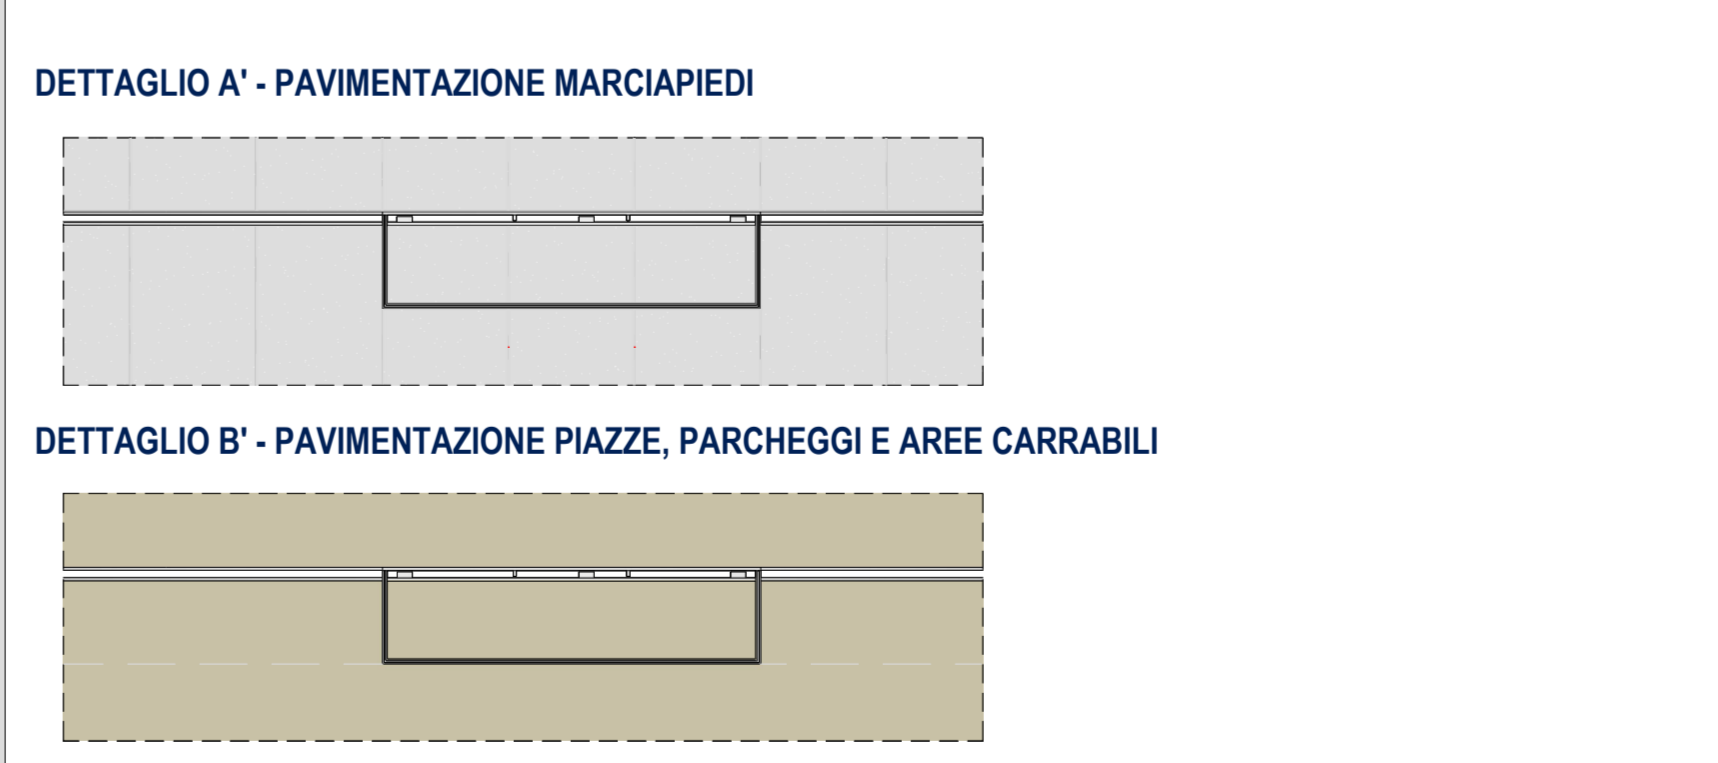 DETTAGLIO A' - PAVIMENTAZIONE MARCIAPIEDI
DETTAGLIO B' - PAVIMENTAZIONE PIAZZE, PARCHEGGI E AREE CARRABILI